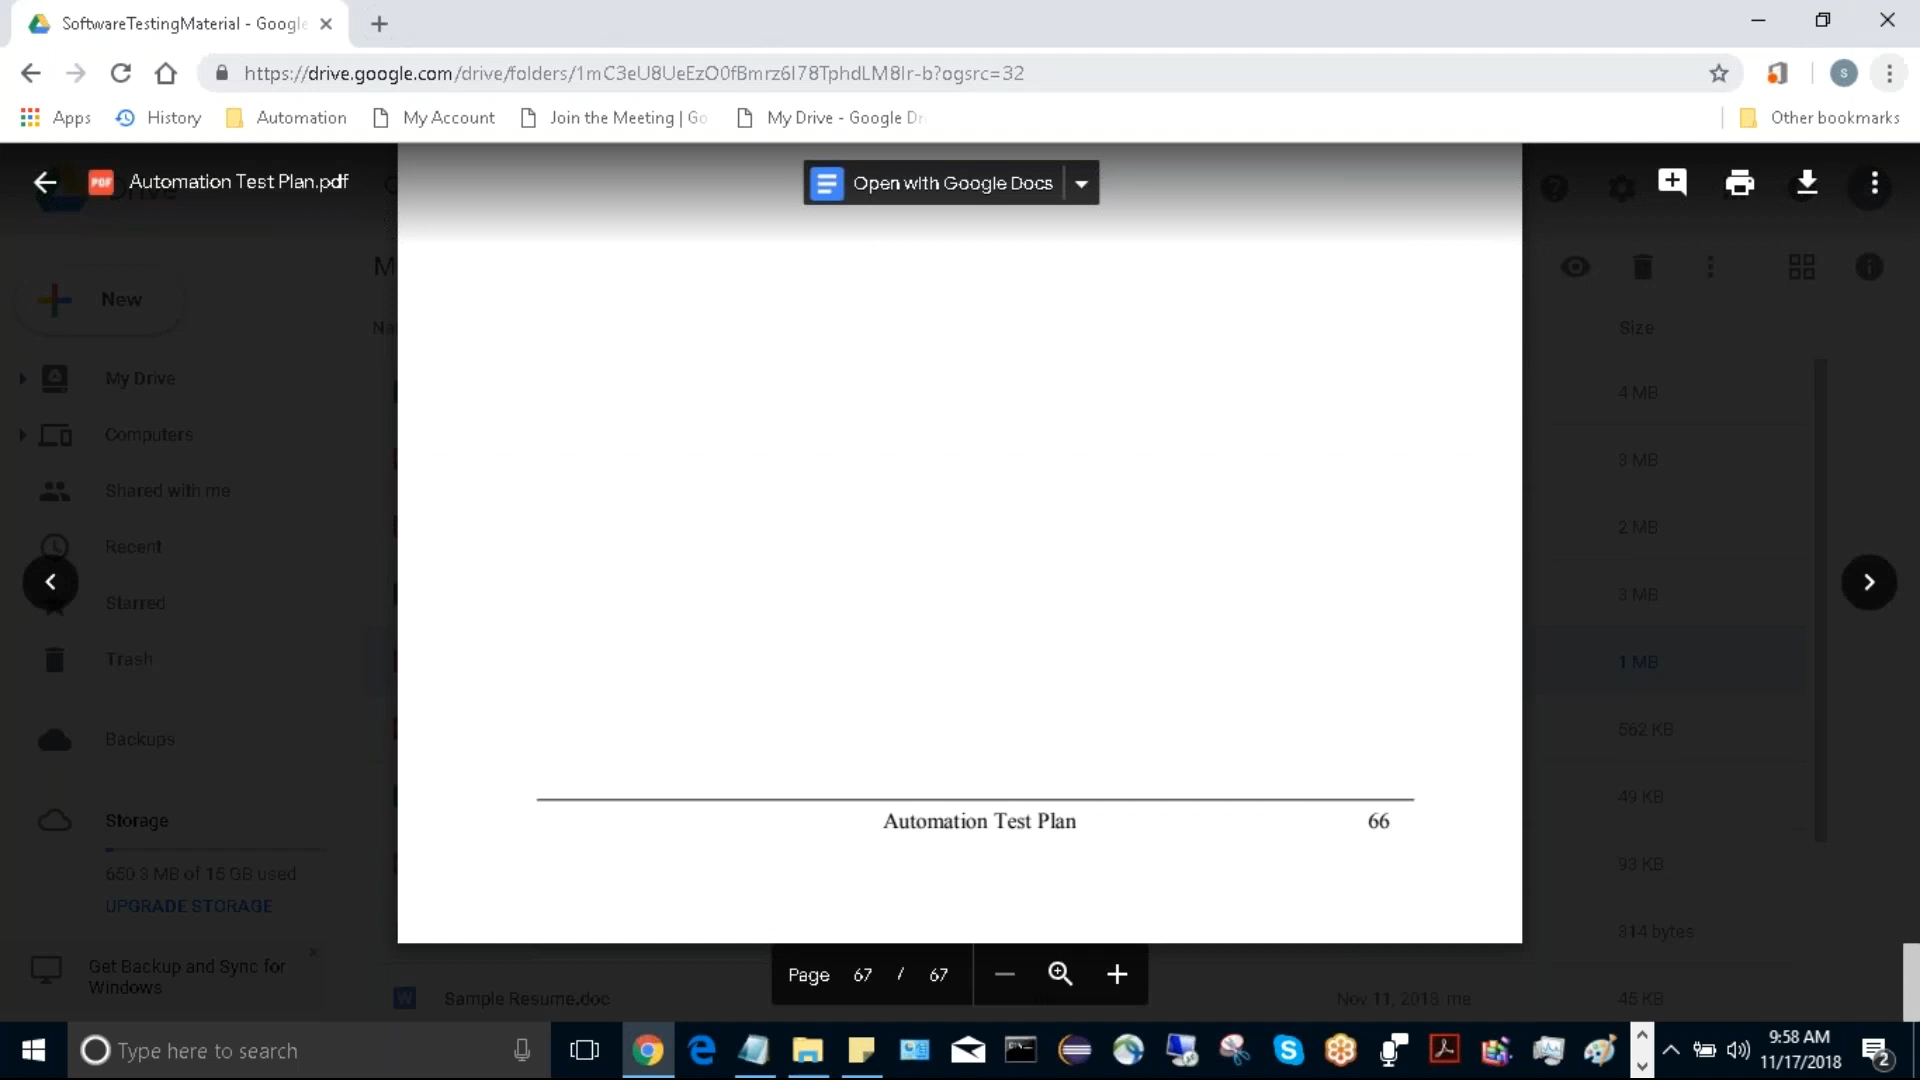 SoftwareTestingMaterial - Google
https://drive.google.com/drive/folders/1mC3eU8UeEzO0fBmrz6I78TphdLM8Ir-b?ogsrc=32
Apps History Automation My Account Join the Meeting | Go My Drive - Google Dr Other bookmarks
PDF Automation Test Plan.pdf Open with Google Docs
New
Size
My Drive 4 MB
Computers 3 MB
Shared with me
2 MB
Recent
3 MB
Starred
Trash 1 MB
Backups 562 KB
49 KB
Storage
Automation Test Plan 66
650.3 MB of 15 GB used 93 KB
UPGRADE STORAGE
314 bytes
Get Backup and Sync for
Windows
Page 67 / 67
W Sample Resume.doc Nov 11, 2018 me 45 KB
Type here to search
9:58 AM
11/17/2018
2